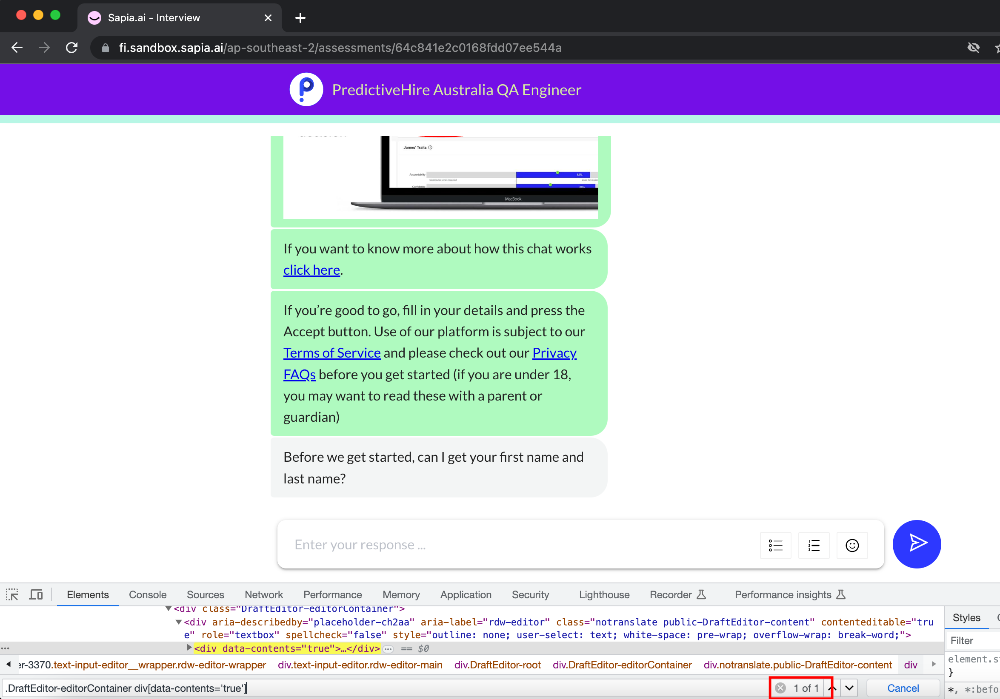 Sapia.ai - Interview
fi.sandbox.sapia.ai/ap-southeast-2/assessments/64c841e2c0168fdd07ee544a
PredictiveHire Australia QA Engineer
James' Traits
Accountability
82%
Contributes when required
Confidence
MacBook
If you want to know more about how this chat works
click here.
If you’re good to go, fill in your details and press the
Accept button. Use of our platform is subject to our
Terms of Service and please check out our Privacy
FAQs before you get started (if you are under 18,
you may want to read these with a parent or
guardian)
Before we get started, can I get your first name and
last name?
Enter your response ...
Elements Console Sources Network Performance Memory Application Security Lighthouse Recorder Performance insights
<div class="DraftEditor-editorContainer">
<div aria-describedby="placeholder-ch2aa" aria-label="rdw-editor" class="notranslate public-DraftEditor-content" contenteditable="tru
e" role="textbox" spellcheck="false" style="outline: none; user-select: text; white-space: pre-wrap; overflow-wrap: break-word;">
<div data-contents="true">…</div> == $0
er-3370.text-input-editor__wrapper.rdw-editor-wrapper div.text-input-editor.rdw-editor-main div.DraftEditor-root div.DraftEditor-editorContainer div.notranslate.public-DraftEditor-content div
.DraftEditor-editorContainer div[data-contents='true'] 1 of 1 Cancel
Styles
Filter
element.s
}
*, *:befo